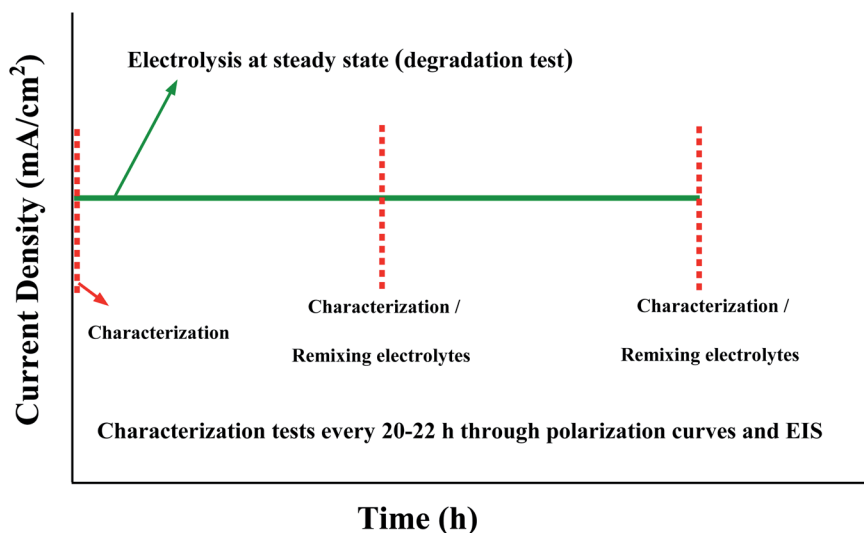 Electrolysis at steady state (degradation test)
Current Density (mA/cm²)
Characterization
Characterization /
Remixing electrolytes
Characterization /
Remixing electrolytes
Characterization tests every 20-22 h through polarization curves and EIS
Time (h)